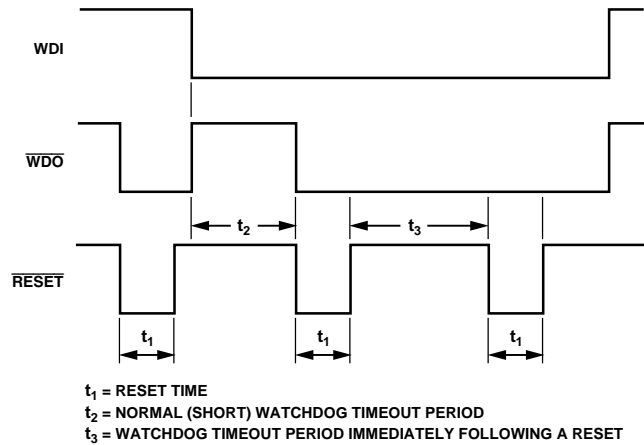 WDI
WDO
t2
t3
RESET
t1
t1
t1
t1 = RESET TIME
t2 = NORMAL (SHORT) WATCHDOG TIMEOUT PERIOD
t3 = WATCHDOG TIMEOUT PERIOD IMMEDIATELY FOLLOWING A RESET